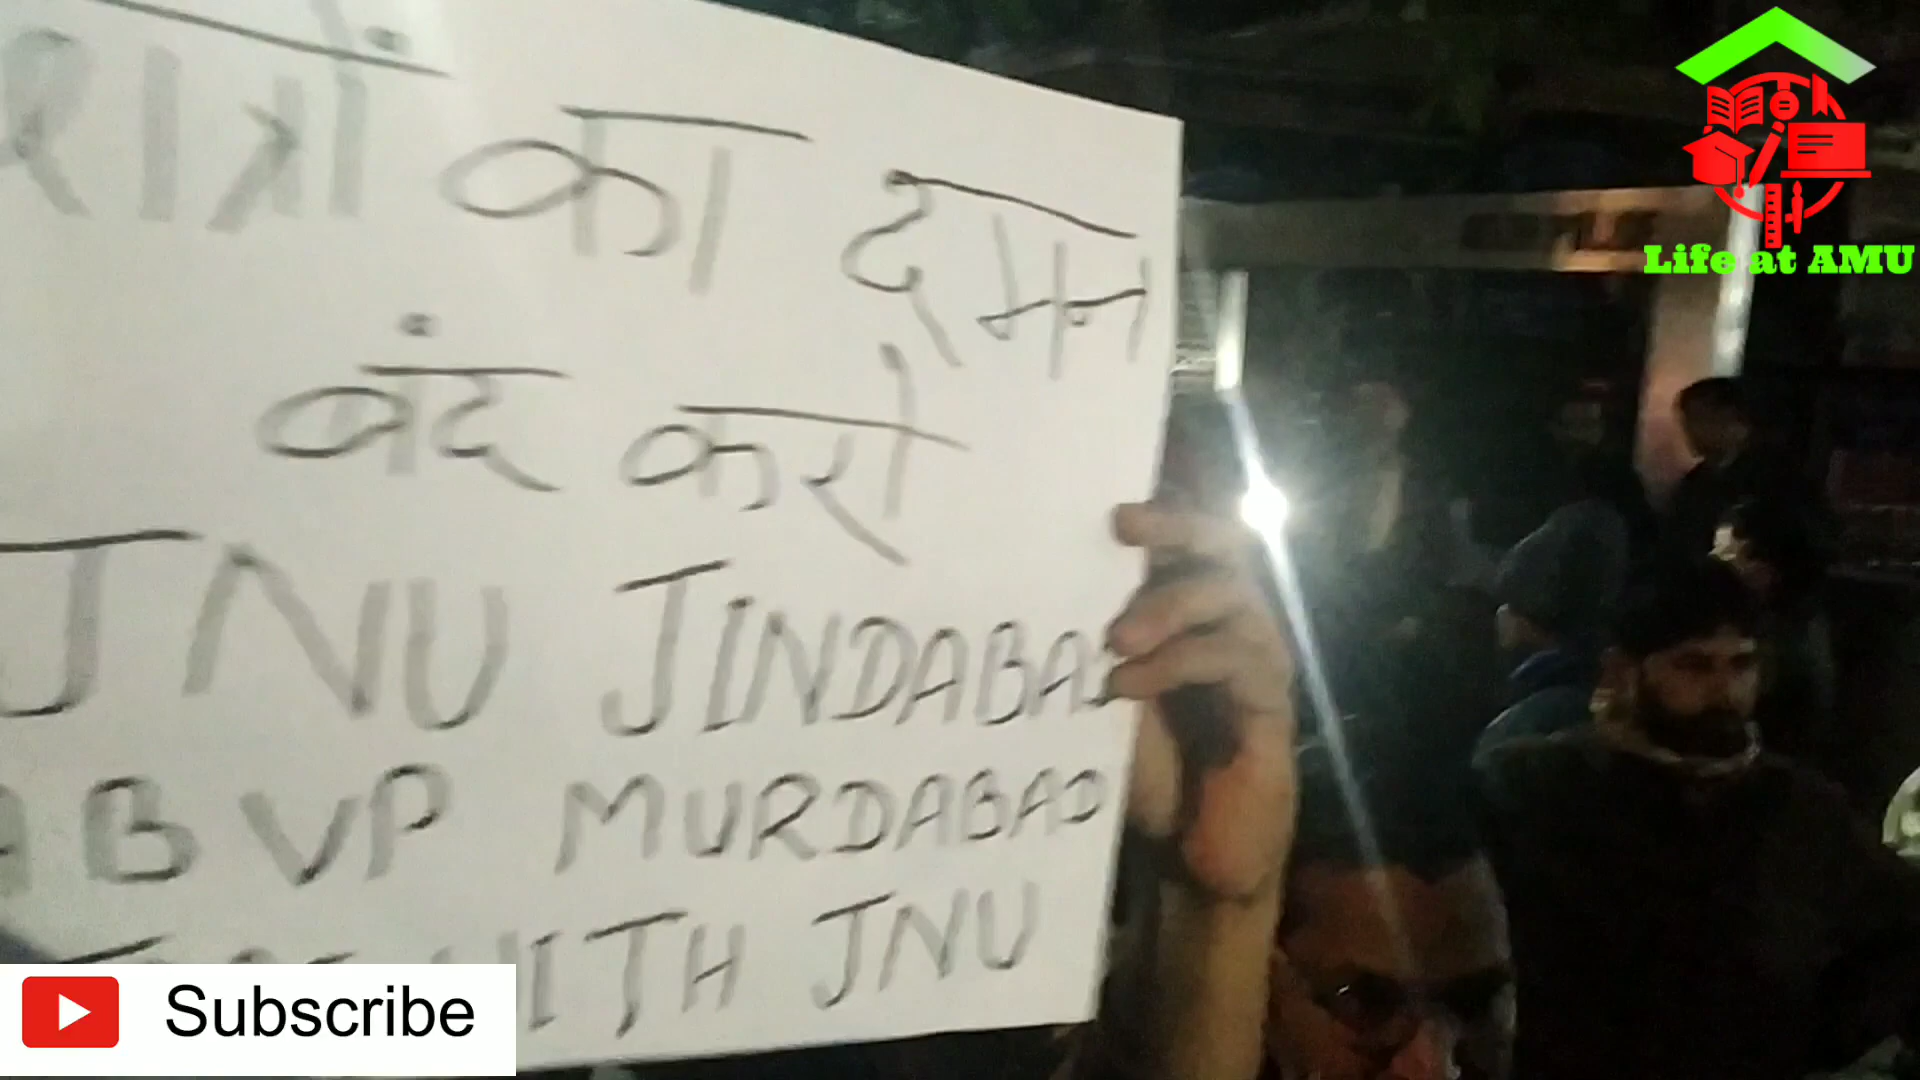 का दमन
बंद करो
JNU JINDABAD
ABVP MURDABAD
WITH JNU
Life at AMU
Subscribe